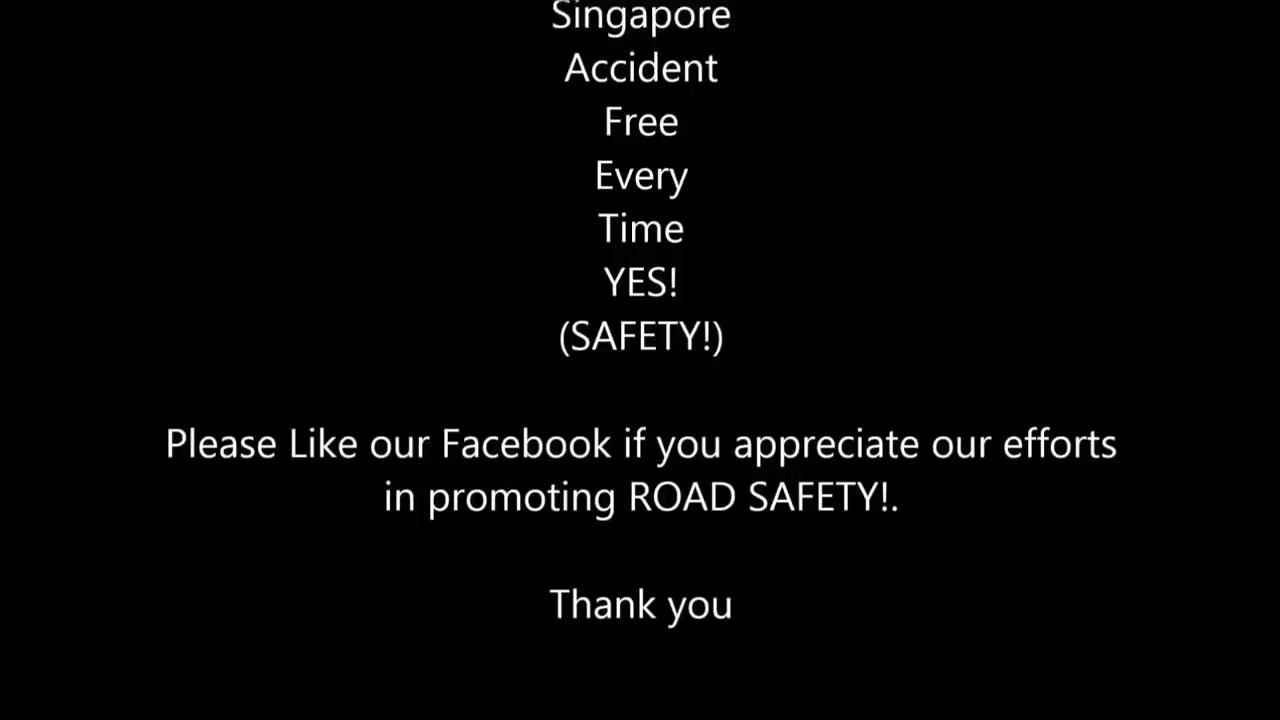 Singapore
Accident
Free
Every
Time
YES!
(SAFETY!)
Please Like our Facebook if you appreciate our efforts
in promoting ROAD SAFETY!.
Thank you